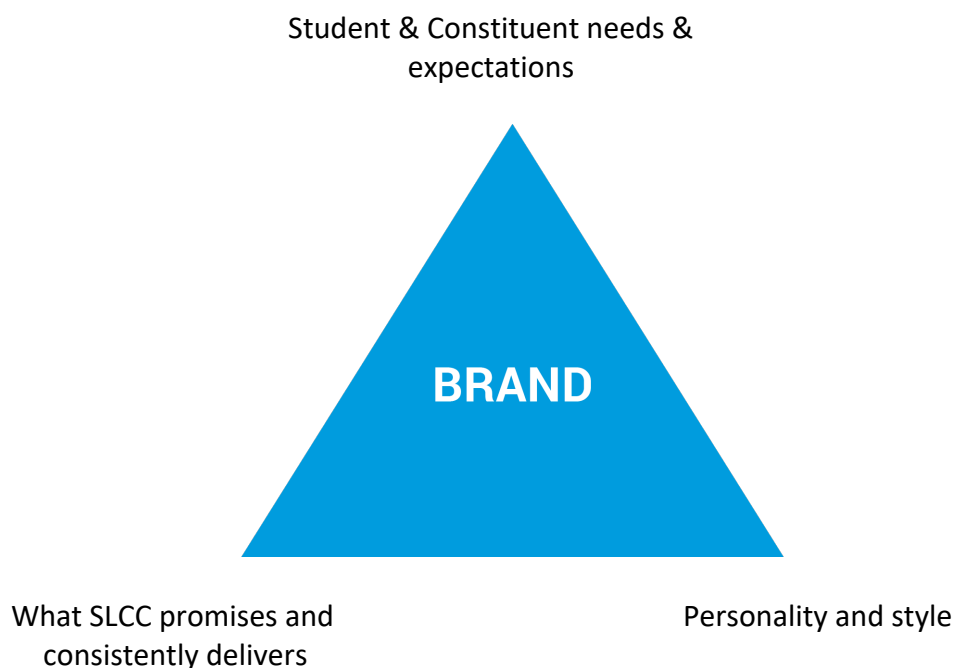 Student & Constituent needs &
expectations
BRAND
What SLCC promises and
consistently delivers
Personality and style